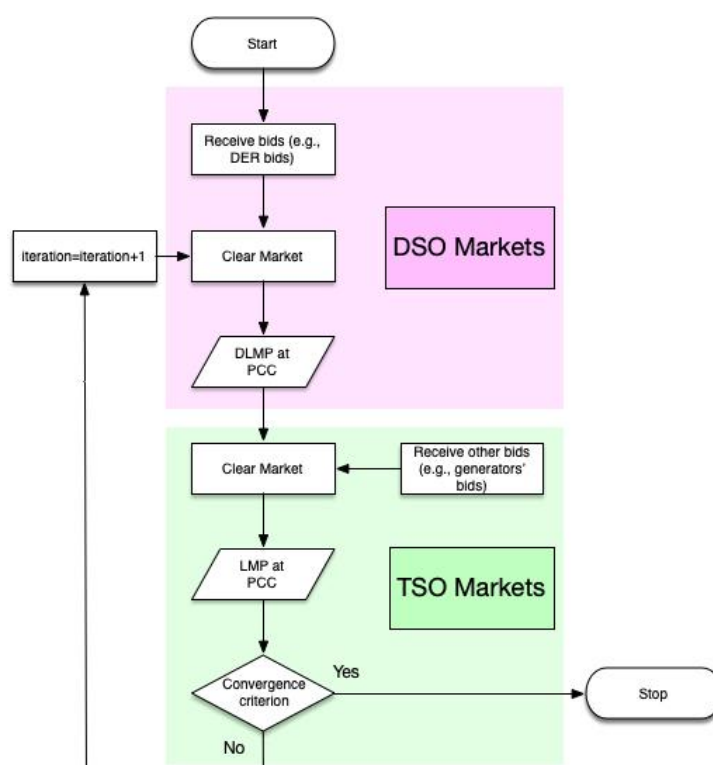 Start
Receive bids (e.g.,
DER bids)
iteration=iteration+1
Clear Market
DSO Markets
DLMP at
PCC
Clear Market
Receive other bids
(e.g., generators'
bids)
LMP at
PCC
TSO Markets
Convergence
criterion
Yes
Stop
No